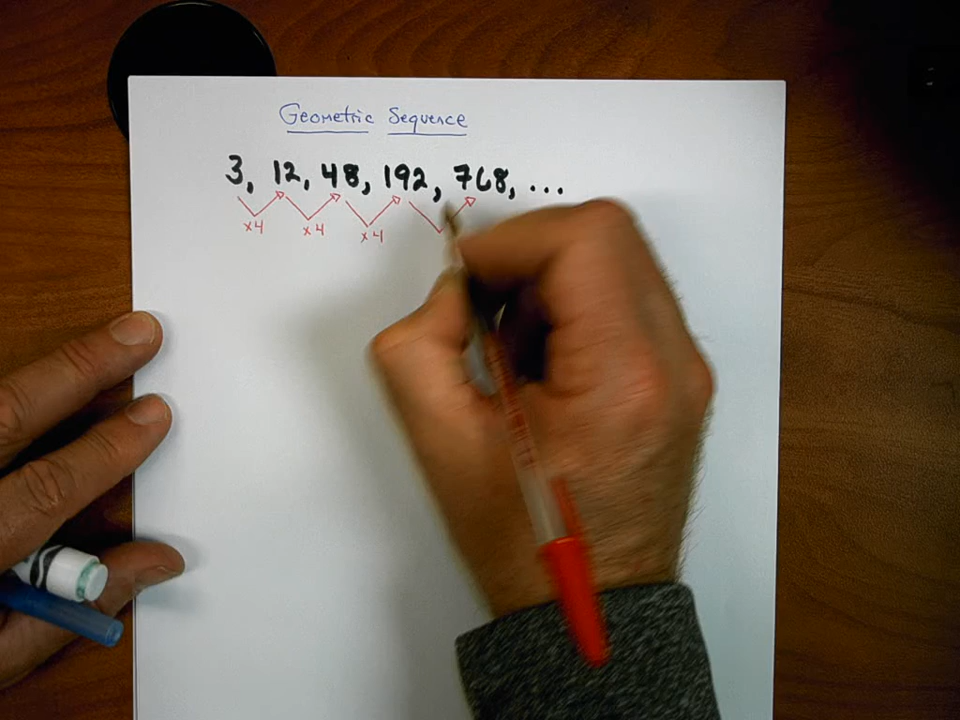 Geometric Sequence
3, 12, 48, 192, 768, ...
x4 x4 x4